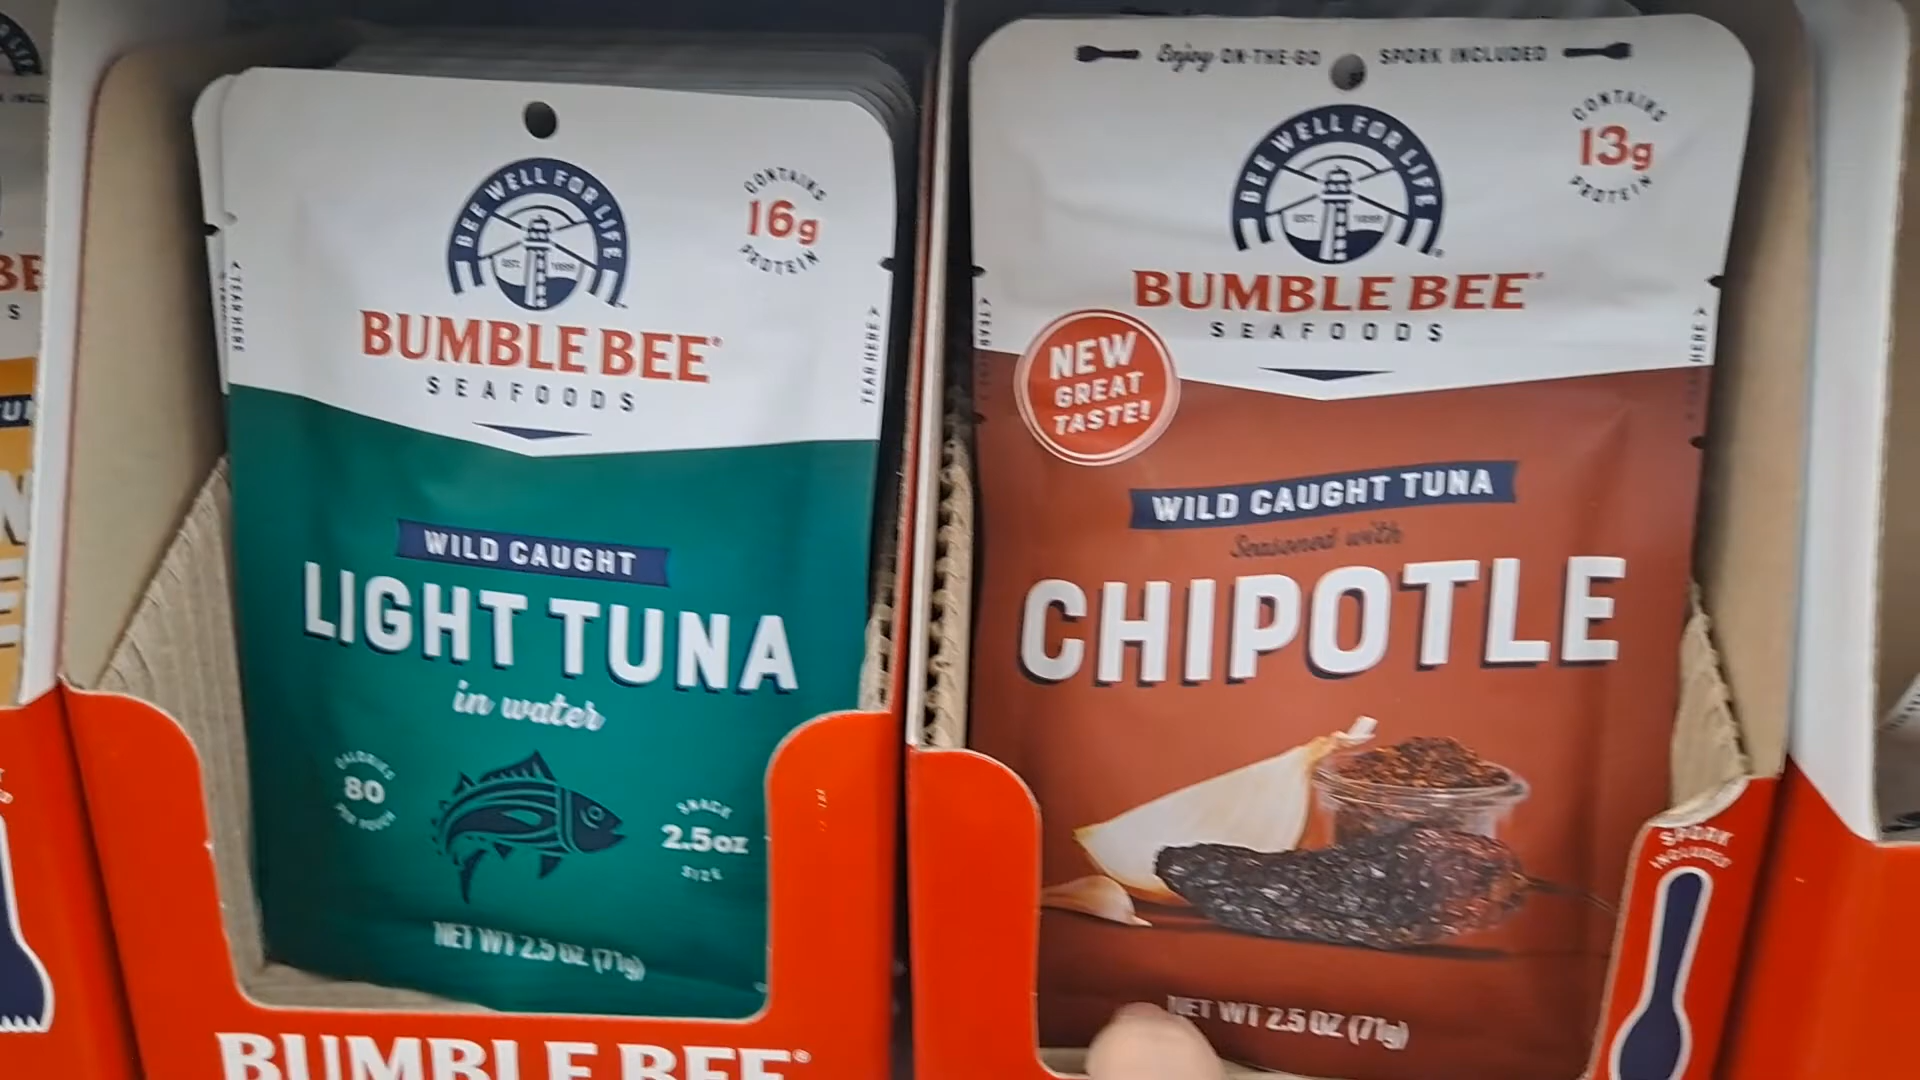 BEE WELL FOR LIFE
EST. 1899
CONTAINS
16g
PROTEIN
BUMBLE BEE®
SEAFOODS
<TEAR HERE
TEAR HERE>
WILD CAUGHT
LIGHT TUNA
in water
CALORIES
80
PER POUCH
SNACK
2.5oz
SIZE
NET WT 2.5 OZ (71g)
BUMBLE BEE®
Enjoy ON-THE-GO SPORK INCLUDED
BEE WELL FOR LIFE
EST. 1899
CONTAINS
13g
PROTEIN
BUMBLE BEE®
SEAFOODS
NEW
GREAT
TASTE!
WILD CAUGHT TUNA
Seasoned with
CHIPOTLE
NET WT 2.5 OZ (71g)
SPORK
INCLUDED